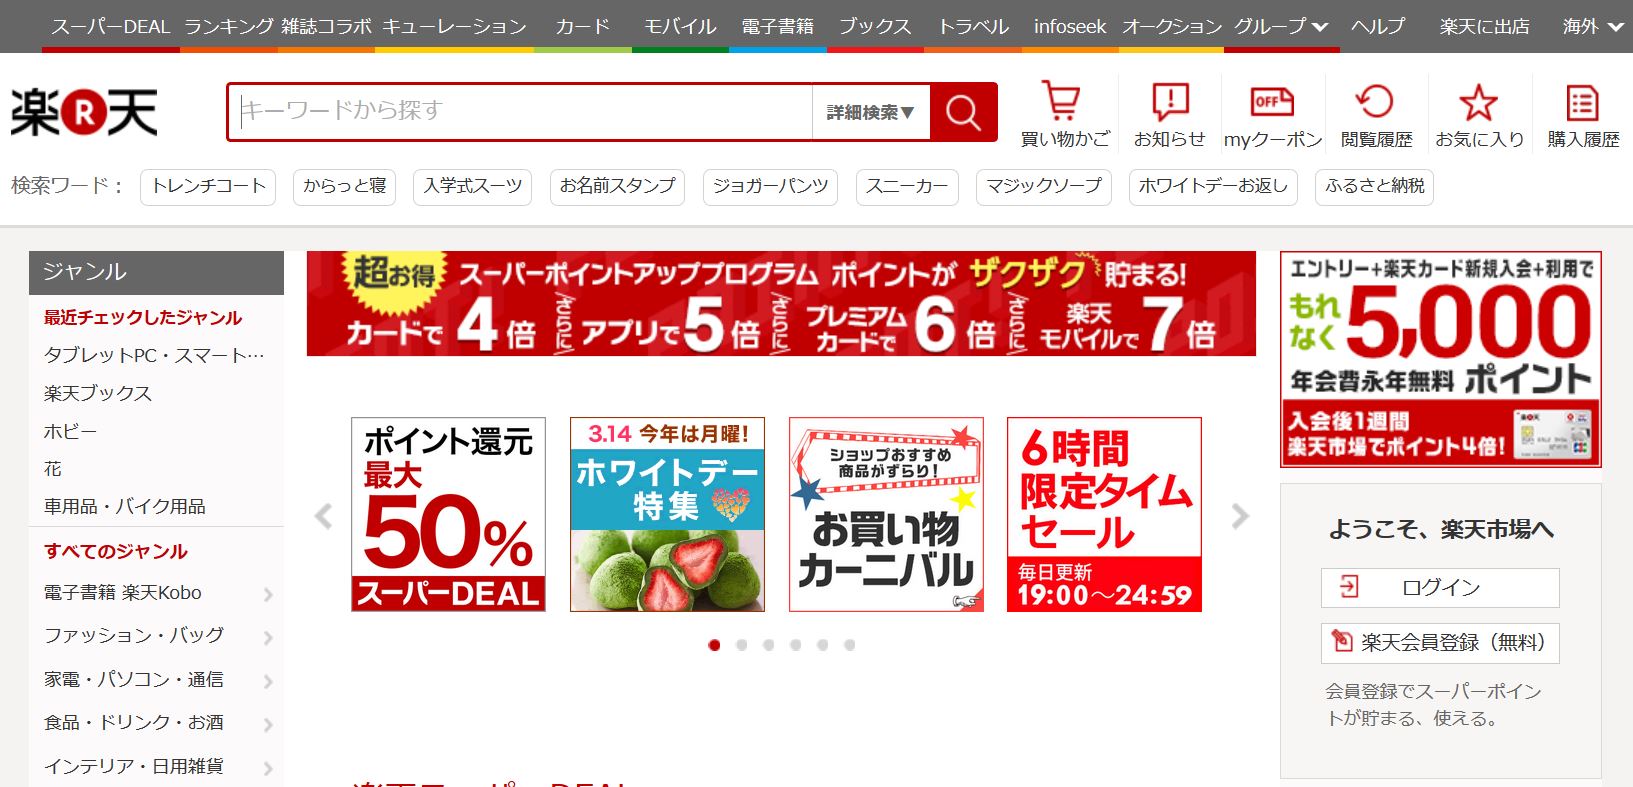 スーパーDEAL ランキング 雑誌コラボ キューレーション カード モバイル 電子書籍 ブックス トラベル infoseek オークション グループ ヘルプ 楽天に出店 海外
楽R天
キーワードから探す
詳細検索▼
買い物かご お知らせ myクーポン 閲覧履歴 お気に入り 購入履歴
OFF
検索ワード： トレンチコート からっと寝 入学式スーツ お名前スタンプ ジョガーパンツ スニーカー マジックソープ ホワイトデーお返し ふるさと納税
ジャンル
最近チェックしたジャンル
タブレットPC・スマート…
楽天ブックス
ホビー
花
車用品・バイク用品
すべてのジャンル
電子書籍 楽天Kobo
ファッション・バッグ
家電・パソコン・通信
食品・ドリンク・お酒
インテリア・日用雑貨
超お得 スーパーポイントアッププログラム ポイントが ザクザク 貯まる!
カードで 4倍 さらに アプリで 5倍 さらに プレミアムカードで 6倍 さらに 楽天モバイルで 7倍
ポイント還元
最大
50%
スーパーDEAL
3.14 今年は月曜!
ホワイトデー
特集
ショップおすすめ
商品がずらり!
お買い物
カーニバル
6時間
限定タイム
セール
毎日更新
19:00～24:59
楽天スーパーDEAL
エントリー+楽天カード新規入会+利用で
もれなく 5,000
年会費永年無料 ポイント
入会後1週間
楽天市場でポイント4倍!
ようこそ、楽天市場へ
ログイン
楽天会員登録（無料）
会員登録でスーパーポイン
トが貯まる、使える。